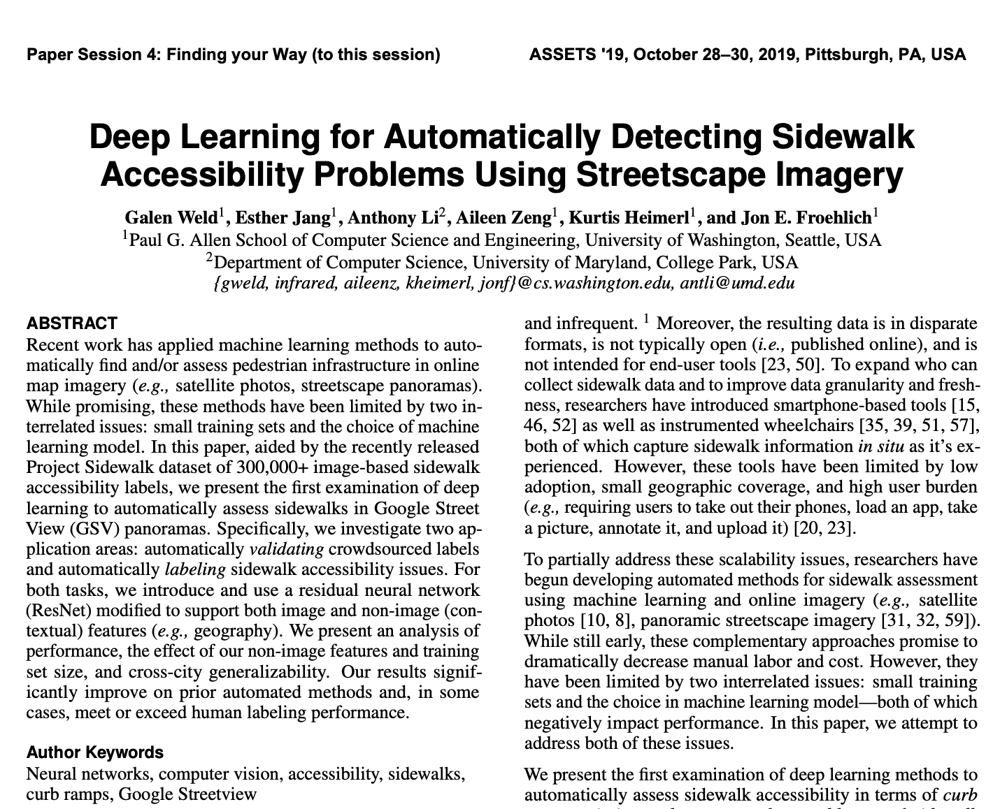 Paper Session 4: Finding your Way (to this session)
ASSETS '19, October 28–30, 2019, Pittsburgh, PA, USA
Deep Learning for Automatically Detecting Sidewalk
Accessibility Problems Using Streetscape Imagery
Galen Weld1, Esther Jang1, Anthony Li2, Aileen Zeng1, Kurtis Heimerl1, and Jon E. Froehlich1
1Paul G. Allen School of Computer Science and Engineering, University of Washington, Seattle, USA
2Department of Computer Science, University of Maryland, College Park, USA
{gweld, infrared, aileenz, kheimerl, jonf}@cs.washington.edu, antli@umd.edu
ABSTRACT
Recent work has applied machine learning methods to auto-
matically find and/or assess pedestrian infrastructure in online
map imagery (e.g., satellite photos, streetscape panoramas).
While promising, these methods have been limited by two in-
terrelated issues: small training sets and the choice of machine
learning model. In this paper, aided by the recently released
Project Sidewalk dataset of 300,000+ image-based sidewalk
accessibility labels, we present the first examination of deep
learning to automatically assess sidewalks in Google Street
View (GSV) panoramas. Specifically, we investigate two ap-
plication areas: automatically validating crowdsourced labels
and automatically labeling sidewalk accessibility issues. For
both tasks, we introduce and use a residual neural network
(ResNet) modified to support both image and non-image (con-
textual) features (e.g., geography). We present an analysis of
performance, the effect of our non-image features and training
set size, and cross-city generalizability. Our results signif-
icantly improve on prior automated methods and, in some
cases, meet or exceed human labeling performance.
Author Keywords
Neural networks, computer vision, accessibility, sidewalks,
curb ramps, Google Streetview
and infrequent. 1 Moreover, the resulting data is in disparate
formats, is not typically open (i.e., published online), and is
not intended for end-user tools [23, 50]. To expand who can
collect sidewalk data and to improve data granularity and fresh-
ness, researchers have introduced smartphone-based tools [15,
46, 52] as well as instrumented wheelchairs [35, 39, 51, 57],
both of which capture sidewalk information in situ as it's ex-
perienced. However, these tools have been limited by low
adoption, small geographic coverage, and high user burden
(e.g., requiring users to take out their phones, load an app, take
a picture, annotate it, and upload it) [20, 23].
To partially address these scalability issues, researchers have
begun developing automated methods for sidewalk assessment
using machine learning and online imagery (e.g., satellite
photos [10, 8], panoramic streetscape imagery [31, 32, 59]).
While still early, these complementary approaches promise to
dramatically decrease manual labor and cost. However, they
have been limited by two interrelated issues: small training
sets and the choice in machine learning model—both of which
negatively impact performance. In this paper, we attempt to
address both of these issues.
We present the first examination of deep learning methods to
automatically assess sidewalk accessibility in terms of curb